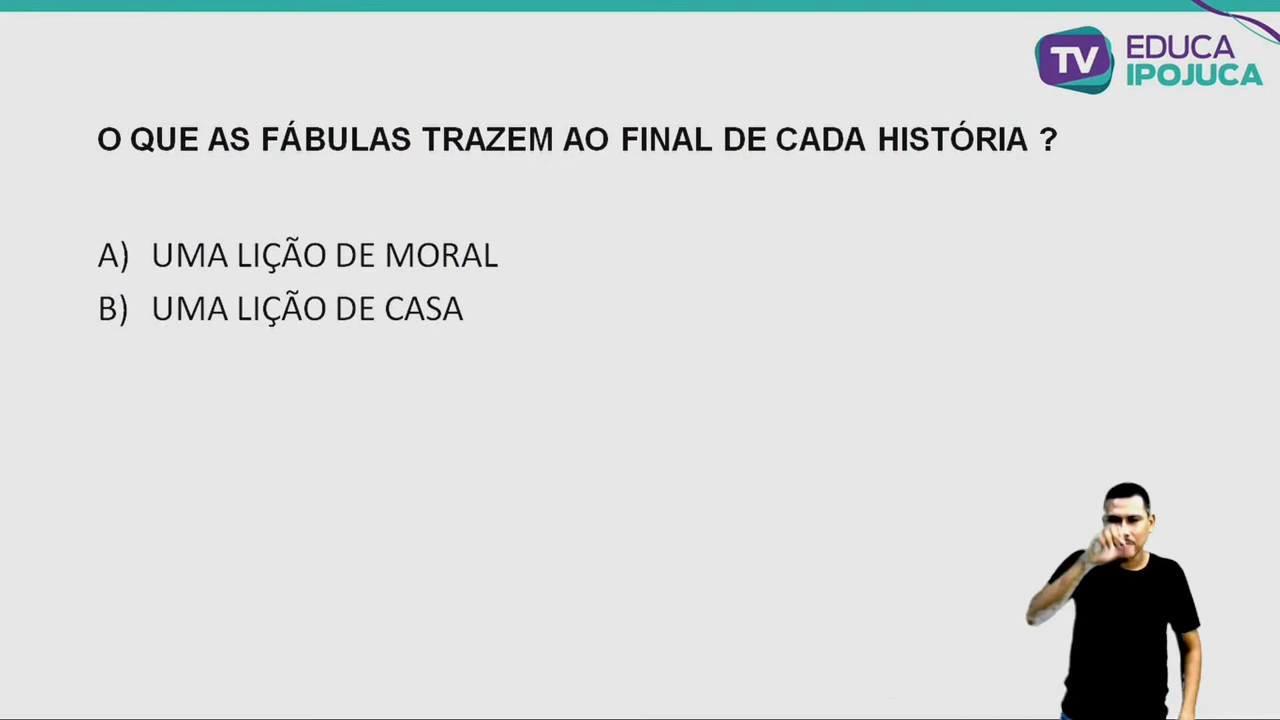 TV EDUCA
IPOJUCA
O QUE AS FÁBULAS TRAZEM AO FINAL DE CADA HISTÓRIA ?
A) UMA LIÇÃO DE MORAL
B) UMA LIÇÃO DE CASA